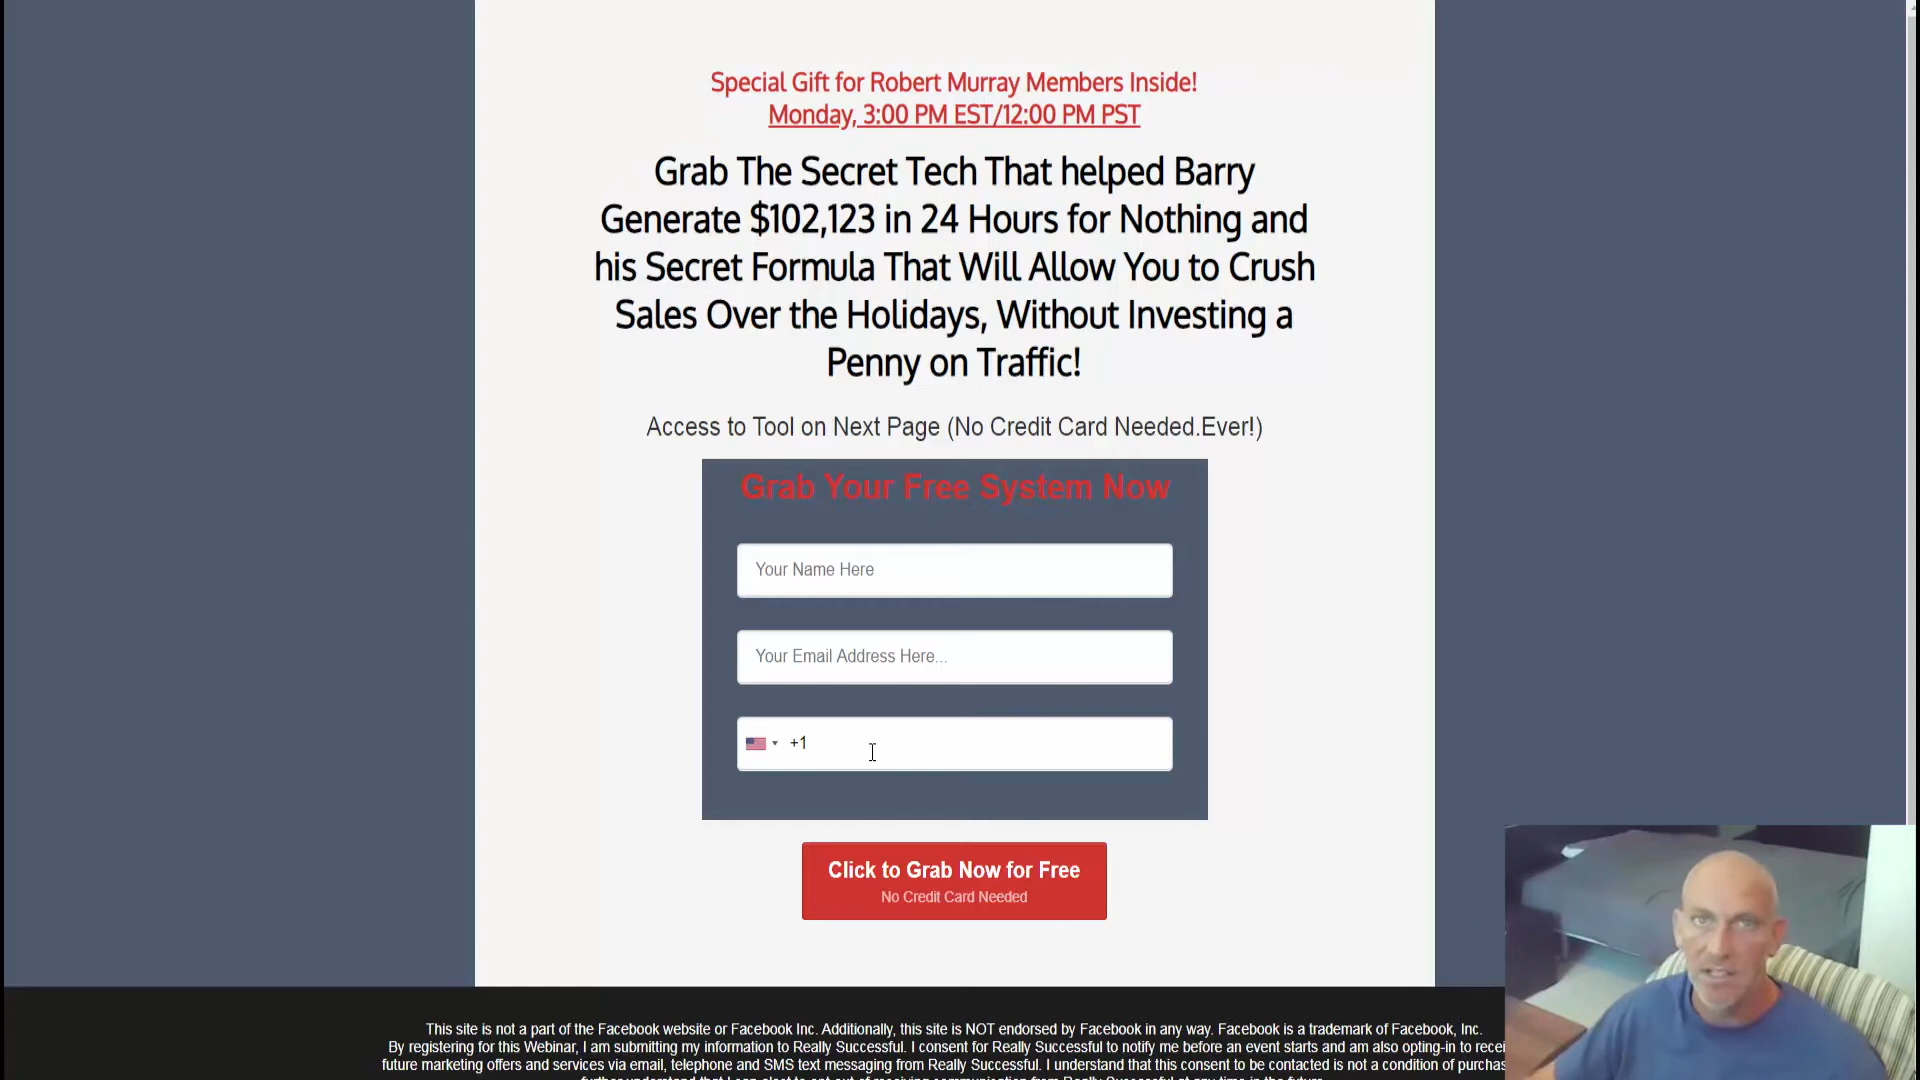 Special Gift for Robert Murray Members Inside!
Monday, 3:00 PM EST/12:00 PM PST
Grab The Secret Tech That helped Barry
Generate $102,123 in 24 Hours for Nothing and
his Secret Formula That Will Allow You to Crush
Sales Over the Holidays, Without Investing a
Penny on Traffic!
Access to Tool on Next Page (No Credit Card Needed.Ever!)
Grab Your Free System Now
Your Name Here
Your Email Address Here...
+1
Click to Grab Now for Free
No Credit Card Needed
This site is not a part of the Facebook website or Facebook Inc. Additionally, this site is NOT endorsed by Facebook in any way. Facebook is a trademark of Facebook, Inc.
By registering for this Webinar, I am submitting my information to Really Successful. I consent for Really Successful to notify me before an event starts and am also opting-in to recei
future marketing offers and services via email, telephone and SMS text messaging from Really Successful. I understand that this consent to be contacted is not a condition of purchas